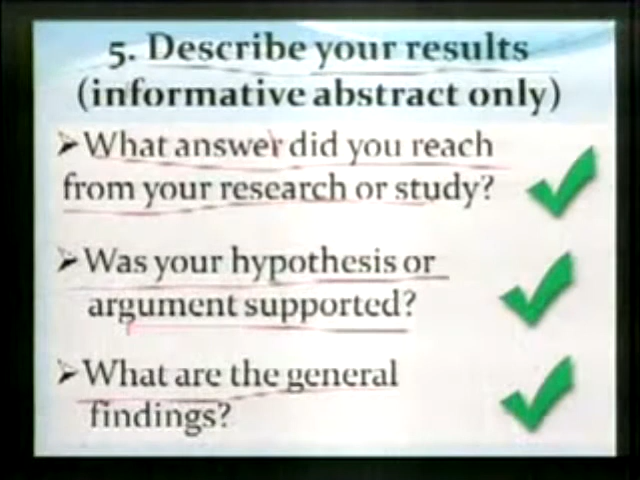 5. Describe your results
(informative abstract only)
What answer did you reach
from your research or study?
Was your hypothesis or
argument supported?
What are the general
findings?